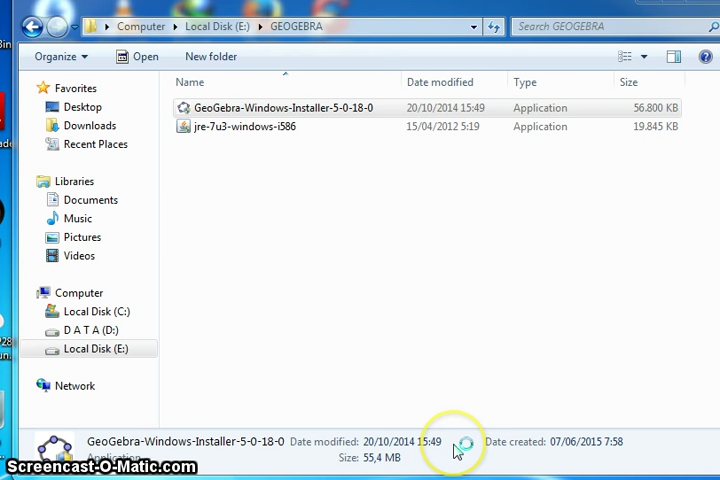 Computer Local Disk (E:) GEOGEBRA Search GEOGEBRA
Organize Open New folder
Name Date modified Type Size
Favorites
Desktop
Downloads
Recent Places
Libraries
Documents
Music
Pictures
Videos
Computer
Local Disk (C:)
D A T A (D:)
Local Disk (E:)
Network
GeoGebra-Windows-Installer-5-0-18-0 20/10/2014 15:49 Application 56.800 KB
jre-7u3-windows-i586 15/04/2012 5:19 Application 19.845 KB
GeoGebra-Windows-Installer-5-0-18-0 Date modified: 20/10/2014 15:49 Date created: 07/06/2015 7:58
Application Size: 55,4 MB
Screencast-O-Matic.com